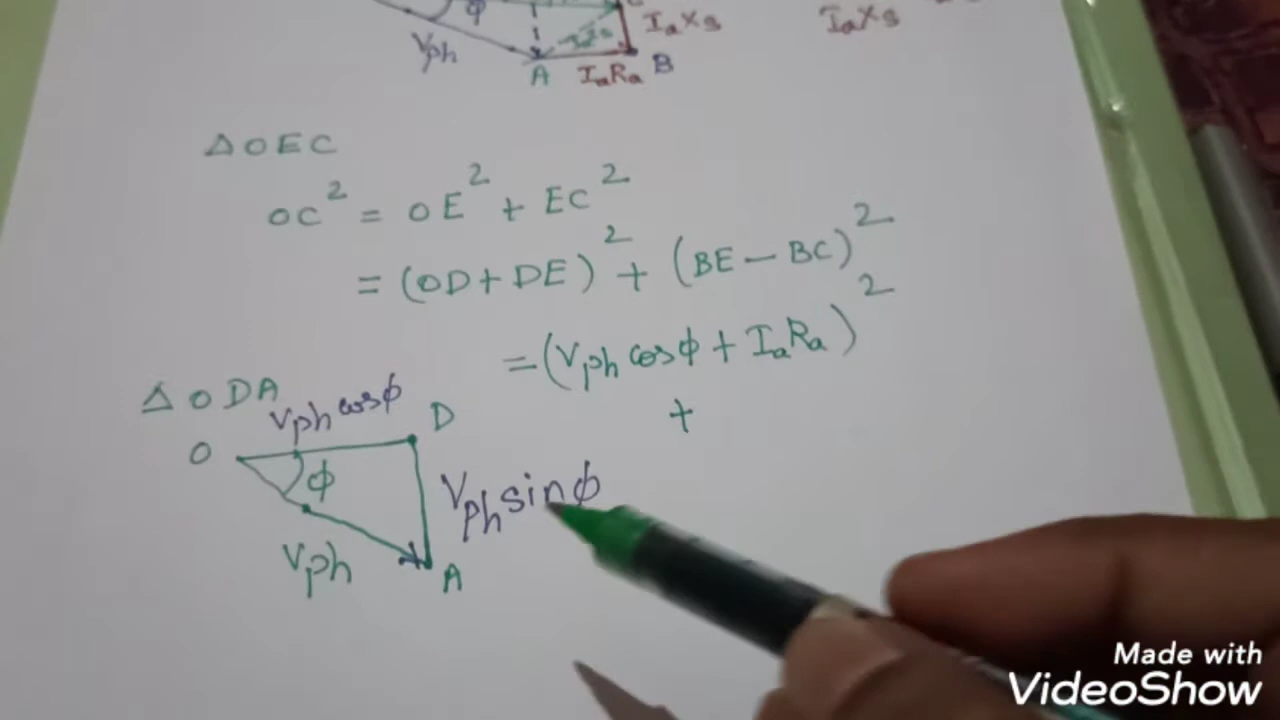 φ
Vph
A
IaRa
B
IaXs
IaXs
ΔOEC
OC² = OE² + EC²
= (OD+DE)² + (BE−BC)²
= (Vph cosφ + IaRa)²
+
ΔODA
Vph cosφ
O
D
φ
Vph sinφ
Vph
A
Made with
VideoShow